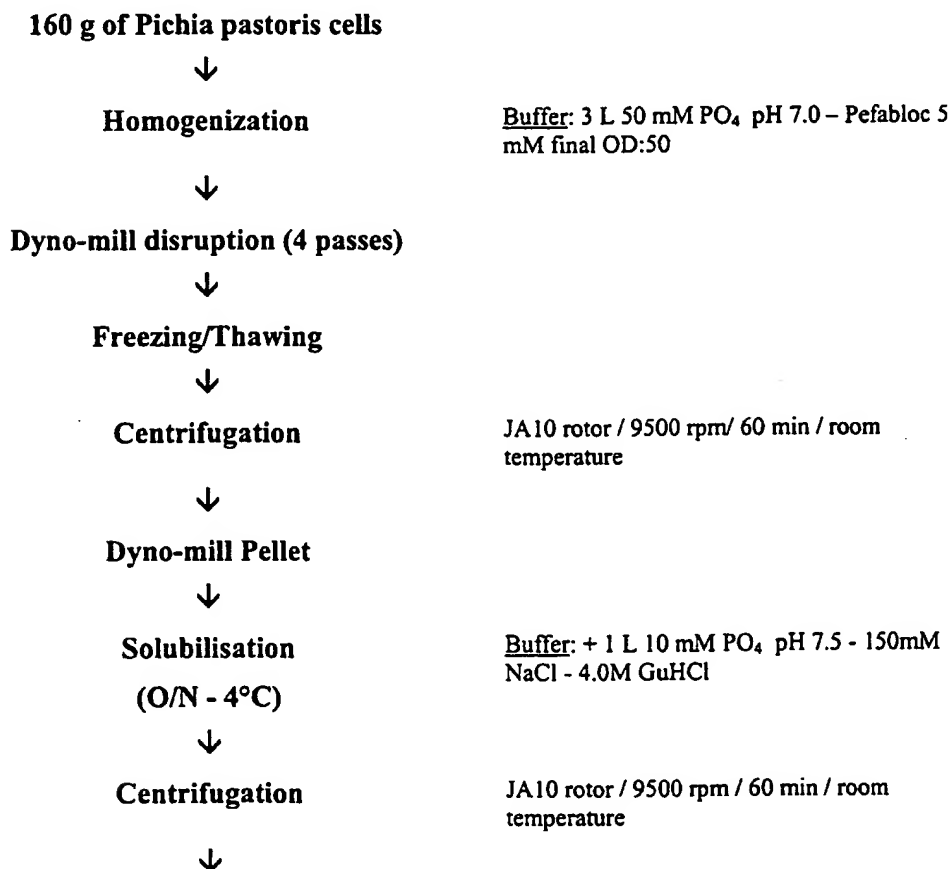 160 g of Pichia pastoris cells
↓
Homogenization
Buffer: 3 L 50 mM PO₄ pH 7.0 – Pefabloc 5
mM final OD:50
↓
Dyno-mill disruption (4 passes)
↓
Freezing/Thawing
↓
Centrifugation
JA10 rotor / 9500 rpm/ 60 min / room
temperature
↓
Dyno-mill Pellet
↓
Solubilisation
(O/N - 4°C)
Buffer: + 1 L 10 mM PO₄ pH 7.5 - 150mM
NaCl - 4.0M GuHCl
↓
Centrifugation
JA10 rotor / 9500 rpm / 60 min / room
temperature
↓